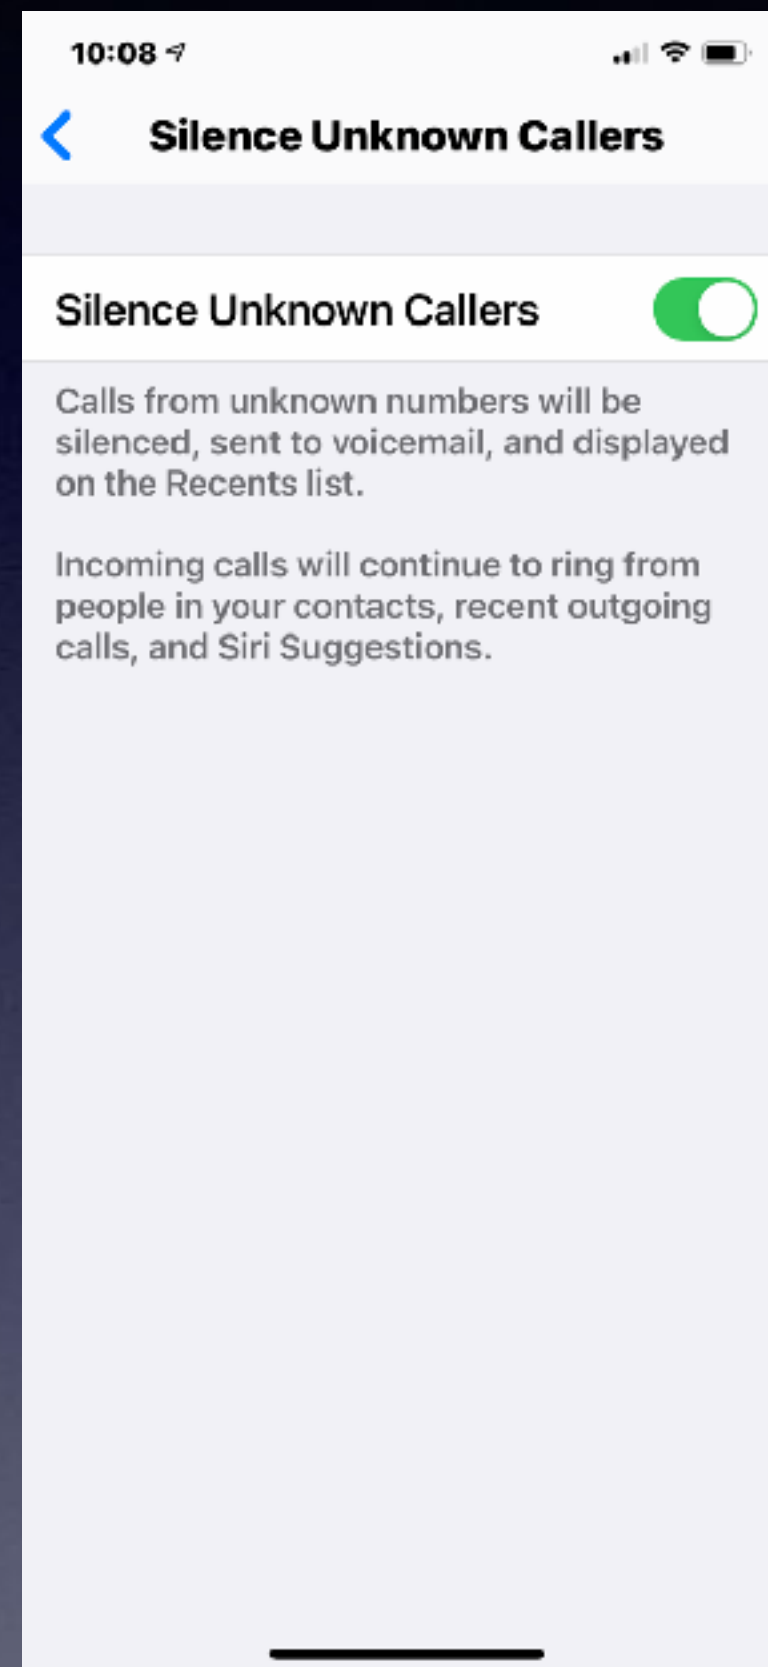 10:08
Silence Unknown Callers
Silence Unknown Callers
Calls from unknown numbers will be
silenced, sent to voicemail, and displayed
on the Recents list.
Incoming calls will continue to ring from
people in your contacts, recent outgoing
calls, and Siri Suggestions.